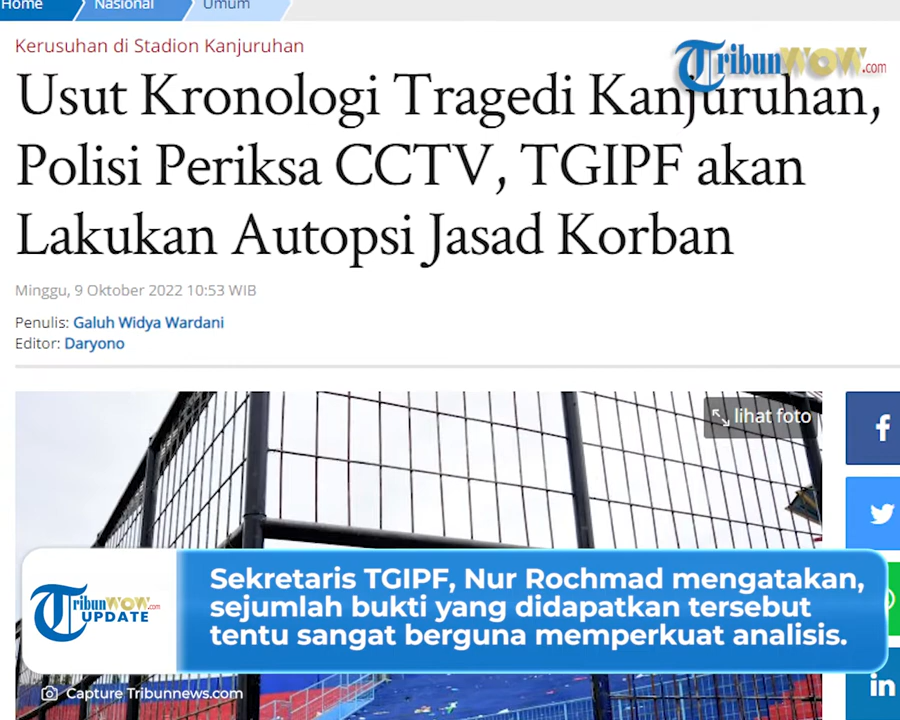 Home
Nasional
Umum
Kerusuhan di Stadion Kanjuruhan
TribunWOW.com
Usut Kronologi Tragedi Kanjuruhan,
Polisi Periksa CCTV, TGIPF akan
Lakukan Autopsi Jasad Korban
Minggu, 9 Oktober 2022 10:53 WIB
Penulis: Galuh Widya Wardani
Editor: Daryono
lihat foto
TribunWOW.com
UPDATE
Sekretaris TGIPF, Nur Rochmad mengatakan,
sejumlah bukti yang didapatkan tersebut
tentu sangat berguna memperkuat analisis.
Capture Tribunnews.com